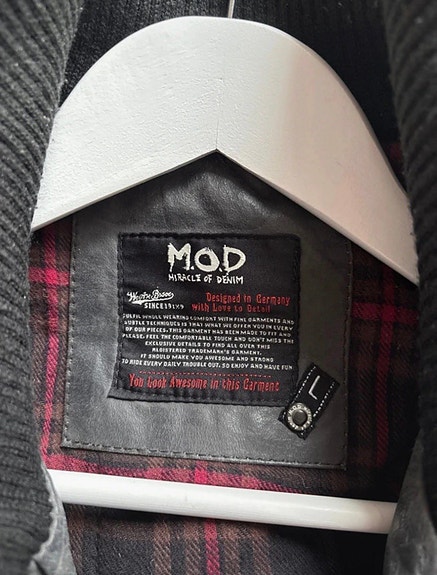 M.O.D
MIRACLE OF DENIM
Designed in Germany
SINCE with Love to Detail
FULFIL WHOLE WEARING COMFORT WITH FINE GARMENTS AND
SUBTLE TECHNIQUES IS THAT WHAT WE OFFER YOU IN EVERY
OF OUR PIECES. THIS GARMENT HAS BEEN MADE TO FIT AND
PLEASE. FEEL THE COMFORTABLE TOUCH AND DON'T MISS THE
EXCLUSIVE DETAILS TO FIND ALL OVER THIS
REGISTERED TRADEMARK'S GARMENT.
IT SHOULD MAKE YOU AWESOME AND STRONG
TO HIDE EVERY DAILY TROUBLE OUT. SO ENJOY AND HAVE FUN
You Look Awesome in this Garment
L